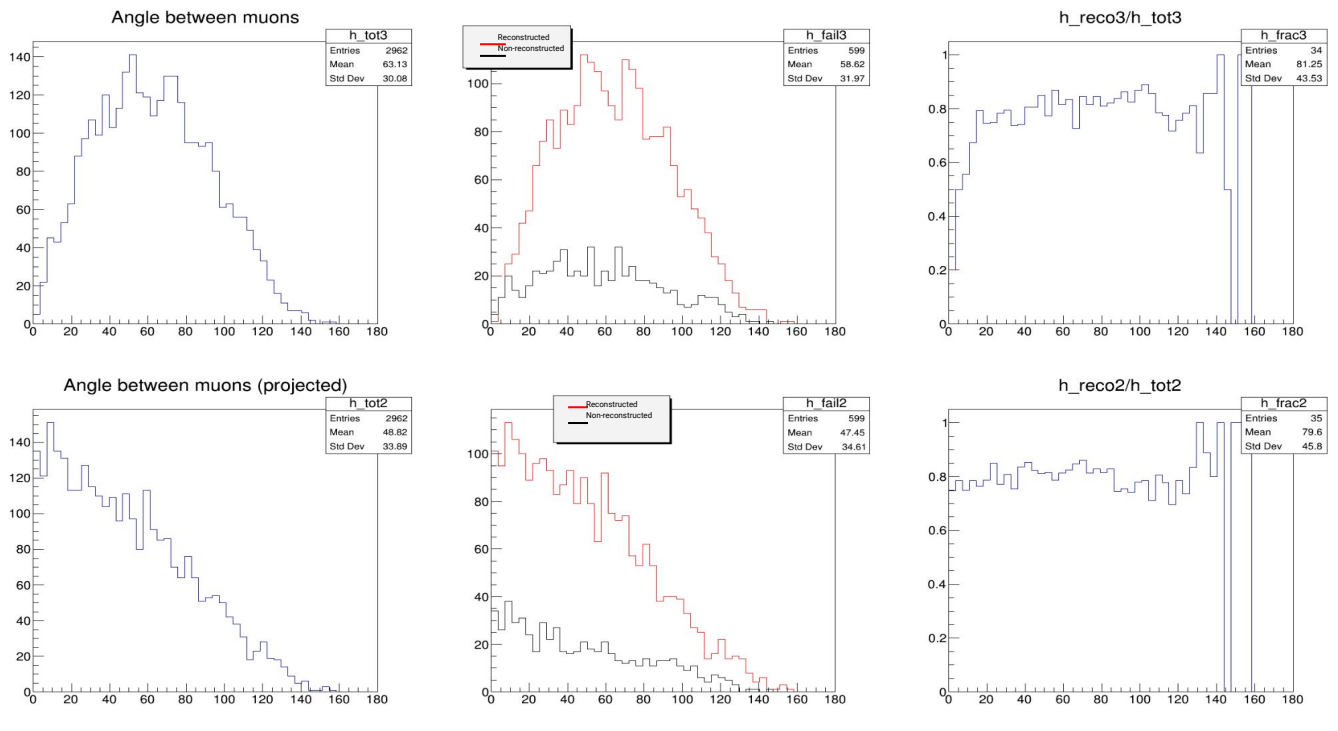 Angle between muons
h_tot3
Entries 2962
Mean 63.13
Std Dev 30.08
140
120
100
80
60
40
20
0
0 20 40 60 80 100 120 140 160 180
Reconstructed
Non-reconstructed
h_fail3
Entries 599
Mean 58.62
Std Dev 31.97
100
80
60
40
20
0
0 20 40 60 80 100 120 140 160 180
h_reco3/h_tot3
h_frac3
Entries 34
Mean 81.25
Std Dev 43.53
1
0.8
0.6
0.4
0.2
0
0 20 40 60 80 100 120 140 160 180
Angle between muons (projected)
h_tot2
Entries 2962
Mean 48.82
Std Dev 33.89
140
120
100
80
60
40
20
0
0 20 40 60 80 100 120 140 160 180
Reconstructed
Non-reconstructed
h_fail2
Entries 599
Mean 47.45
Std Dev 34.61
100
80
60
40
20
0
0 20 40 60 80 100 120 140 160 180
h_reco2/h_tot2
h_frac2
Entries 35
Mean 79.6
Std Dev 45.8
1
0.8
0.6
0.4
0.2
0
0 20 40 60 80 100 120 140 160 180